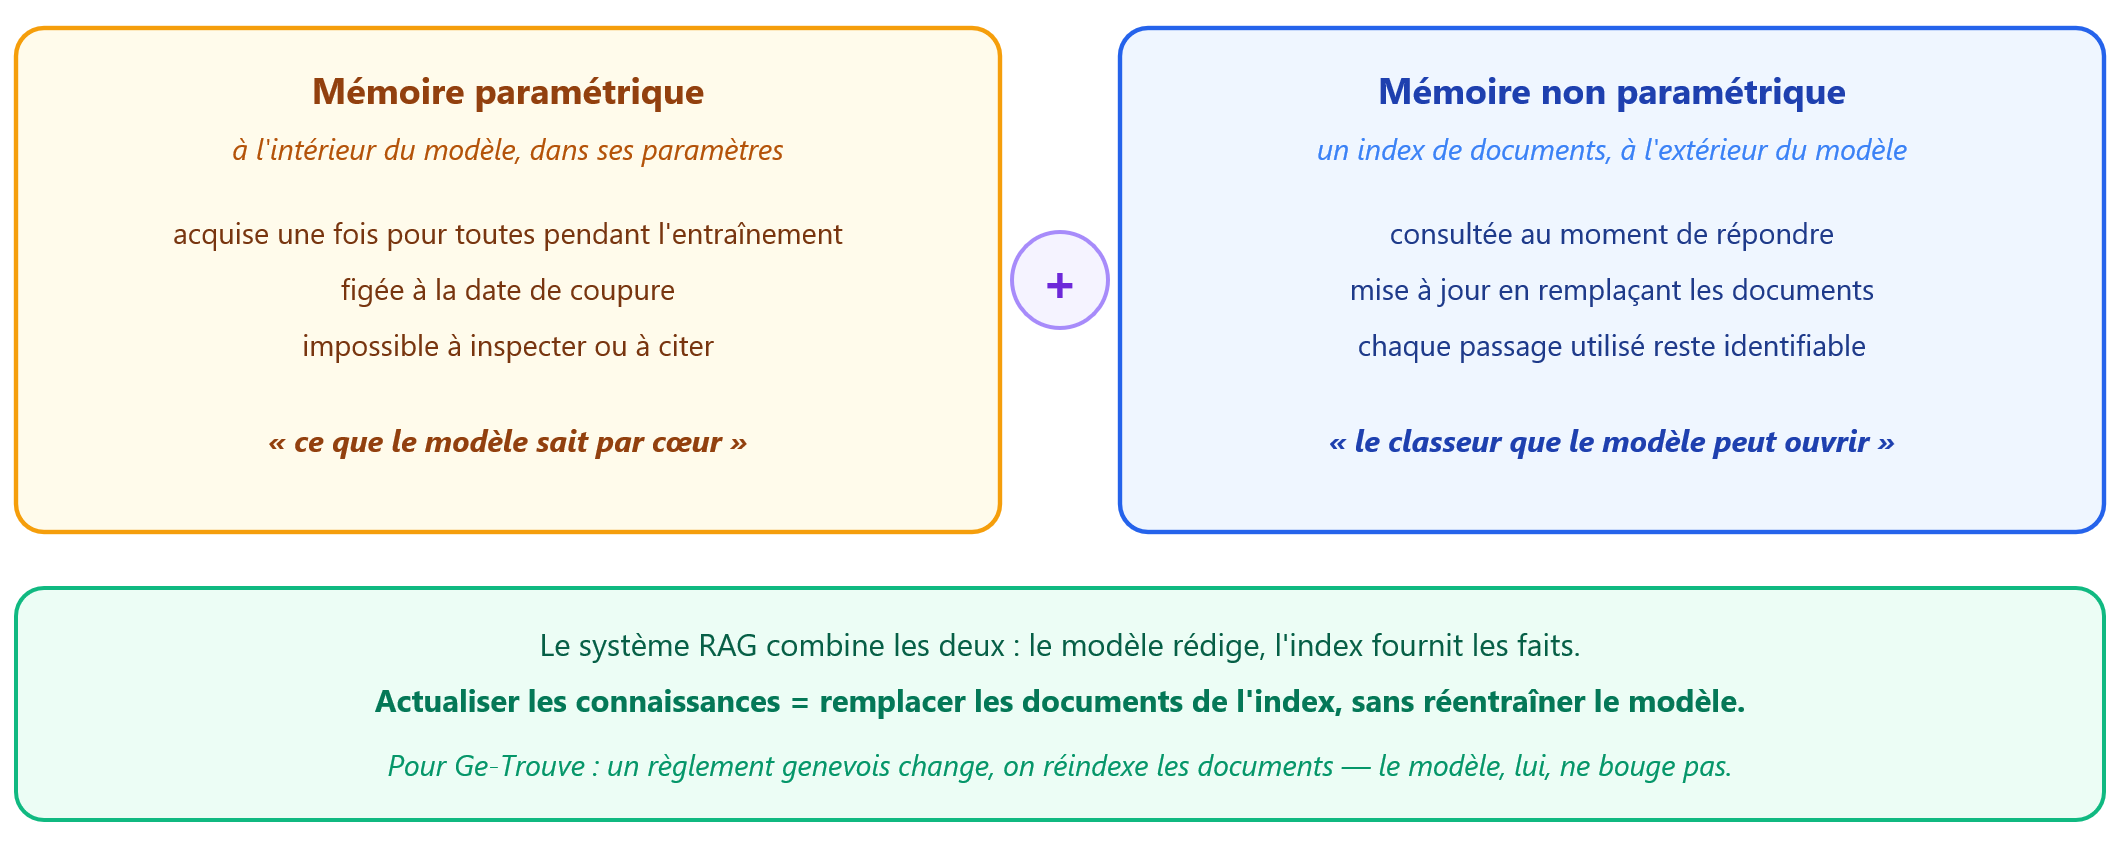 Mémoire paramétrique
à l'intérieur du modèle, dans ses paramètres
acquise une fois pour toutes pendant l'entraînement
figée à la date de coupure
impossible à inspecter ou à citer
« ce que le modèle sait par cœur »
+
Mémoire non paramétrique
un index de documents, à l'extérieur du modèle
consultée au moment de répondre
mise à jour en remplaçant les documents
chaque passage utilisé reste identifiable
« le classeur que le modèle peut ouvrir »
Le système RAG combine les deux : le modèle rédige, l'index fournit les faits.
Actualiser les connaissances = remplacer les documents de l'index, sans réentraîner le modèle.
Pour Ge-Trouve : un règlement genevois change, on réindexe les documents — le modèle, lui, ne bouge pas.